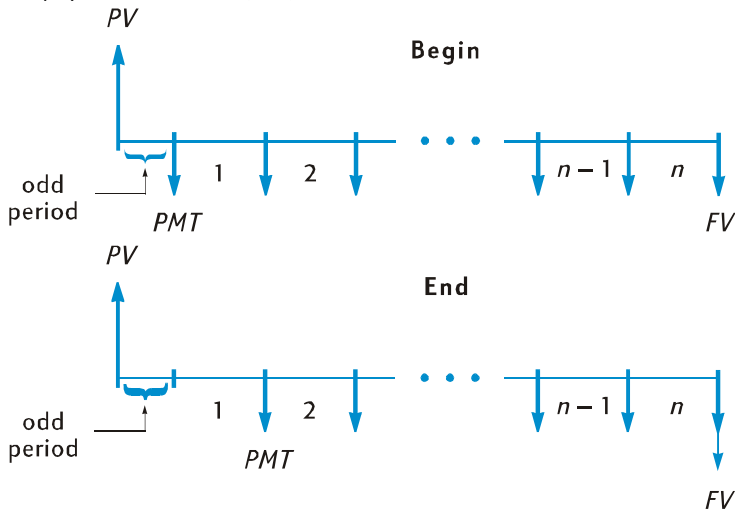 PV
Begin
1 2 n – 1 n
odd
period
PMT FV
PV
End
1 2 n – 1 n
odd
period
PMT
FV